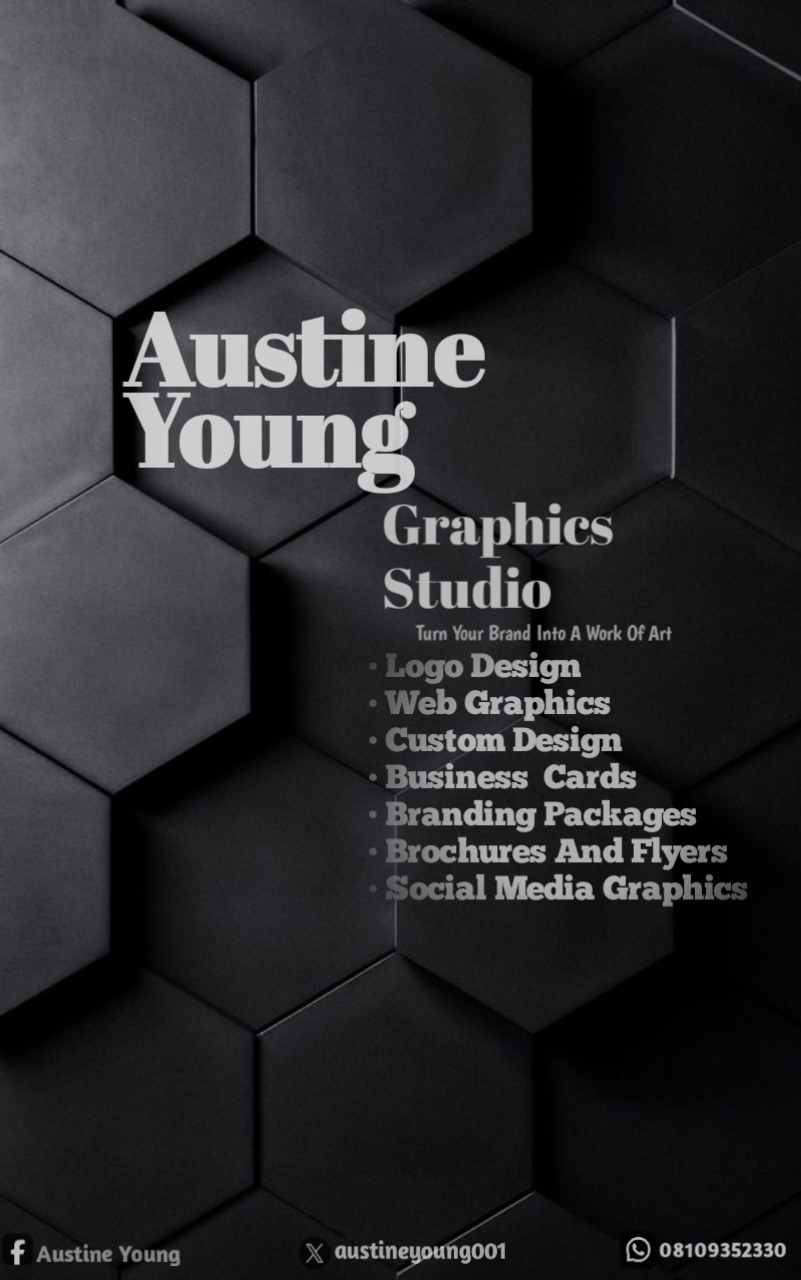 Austine
Young
Graphics
Studio
Turn Your Brand Into A Work Of Art
• Logo Design
• Web Graphics
• Custom Design
• Business Cards
• Branding Packages
• Brochures And Flyers
• Social Media Graphics
Austine Young
austineyoung001
08109352330